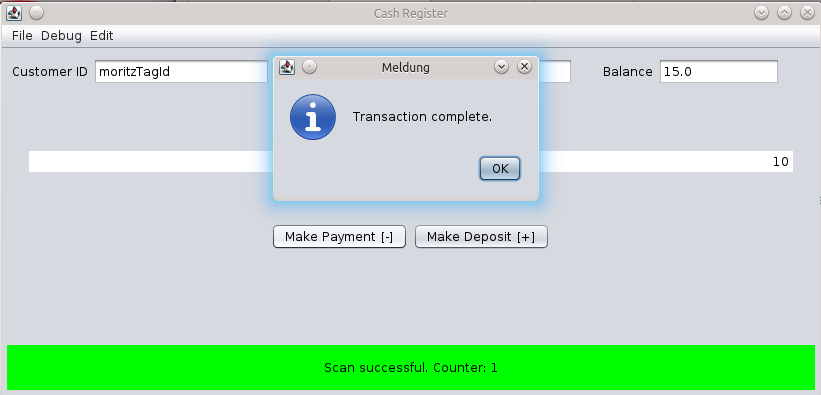 Cash Register
File Debug Edit
Customer ID moritzTagId
Balance 15.0
Meldung
Transaction complete.
OK
10
Make Payment [-] Make Deposit [+]
Scan successful. Counter: 1